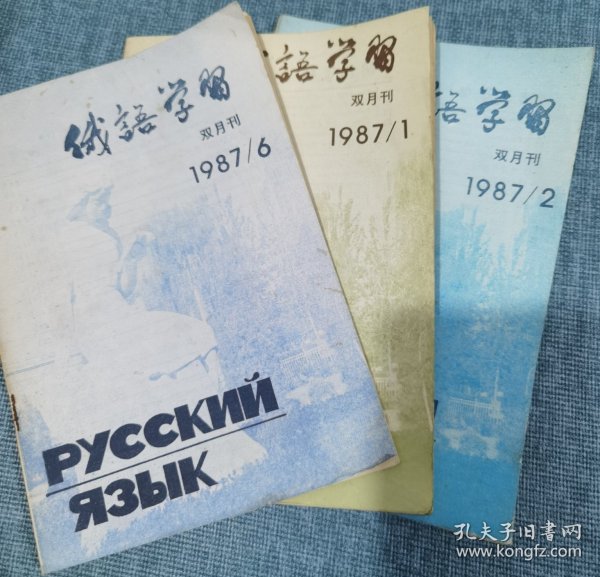 俄語学習
双月刊
1987/6
РУССКИЙ
ЯЗЫК
語学習
双月刊
1987/1
語学習
双月刊
1987/2
孔夫子旧书网
www.kongfz.com